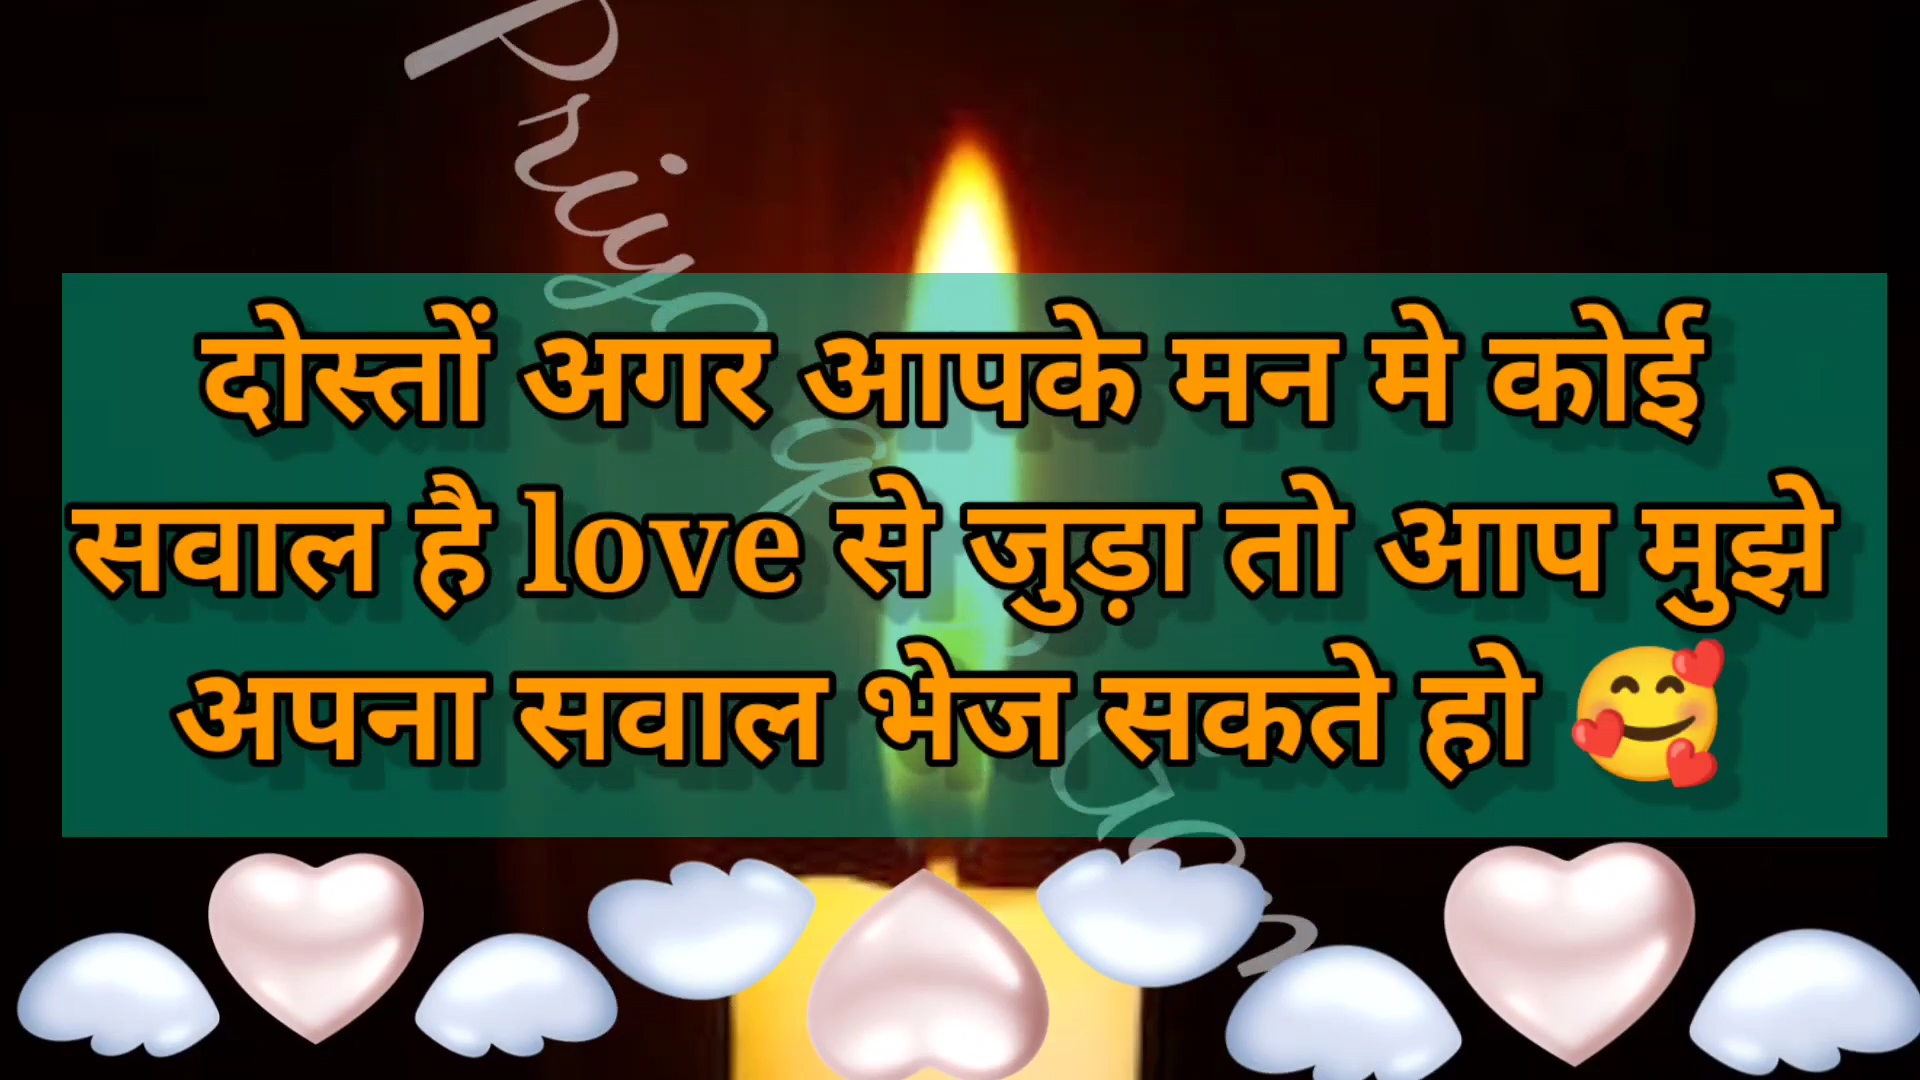 दोस्तों अगर आपके मन मे कोई
सवाल है love से जुड़ा तो आप मुझे
अपना सवाल भेज सकते हो 🥰